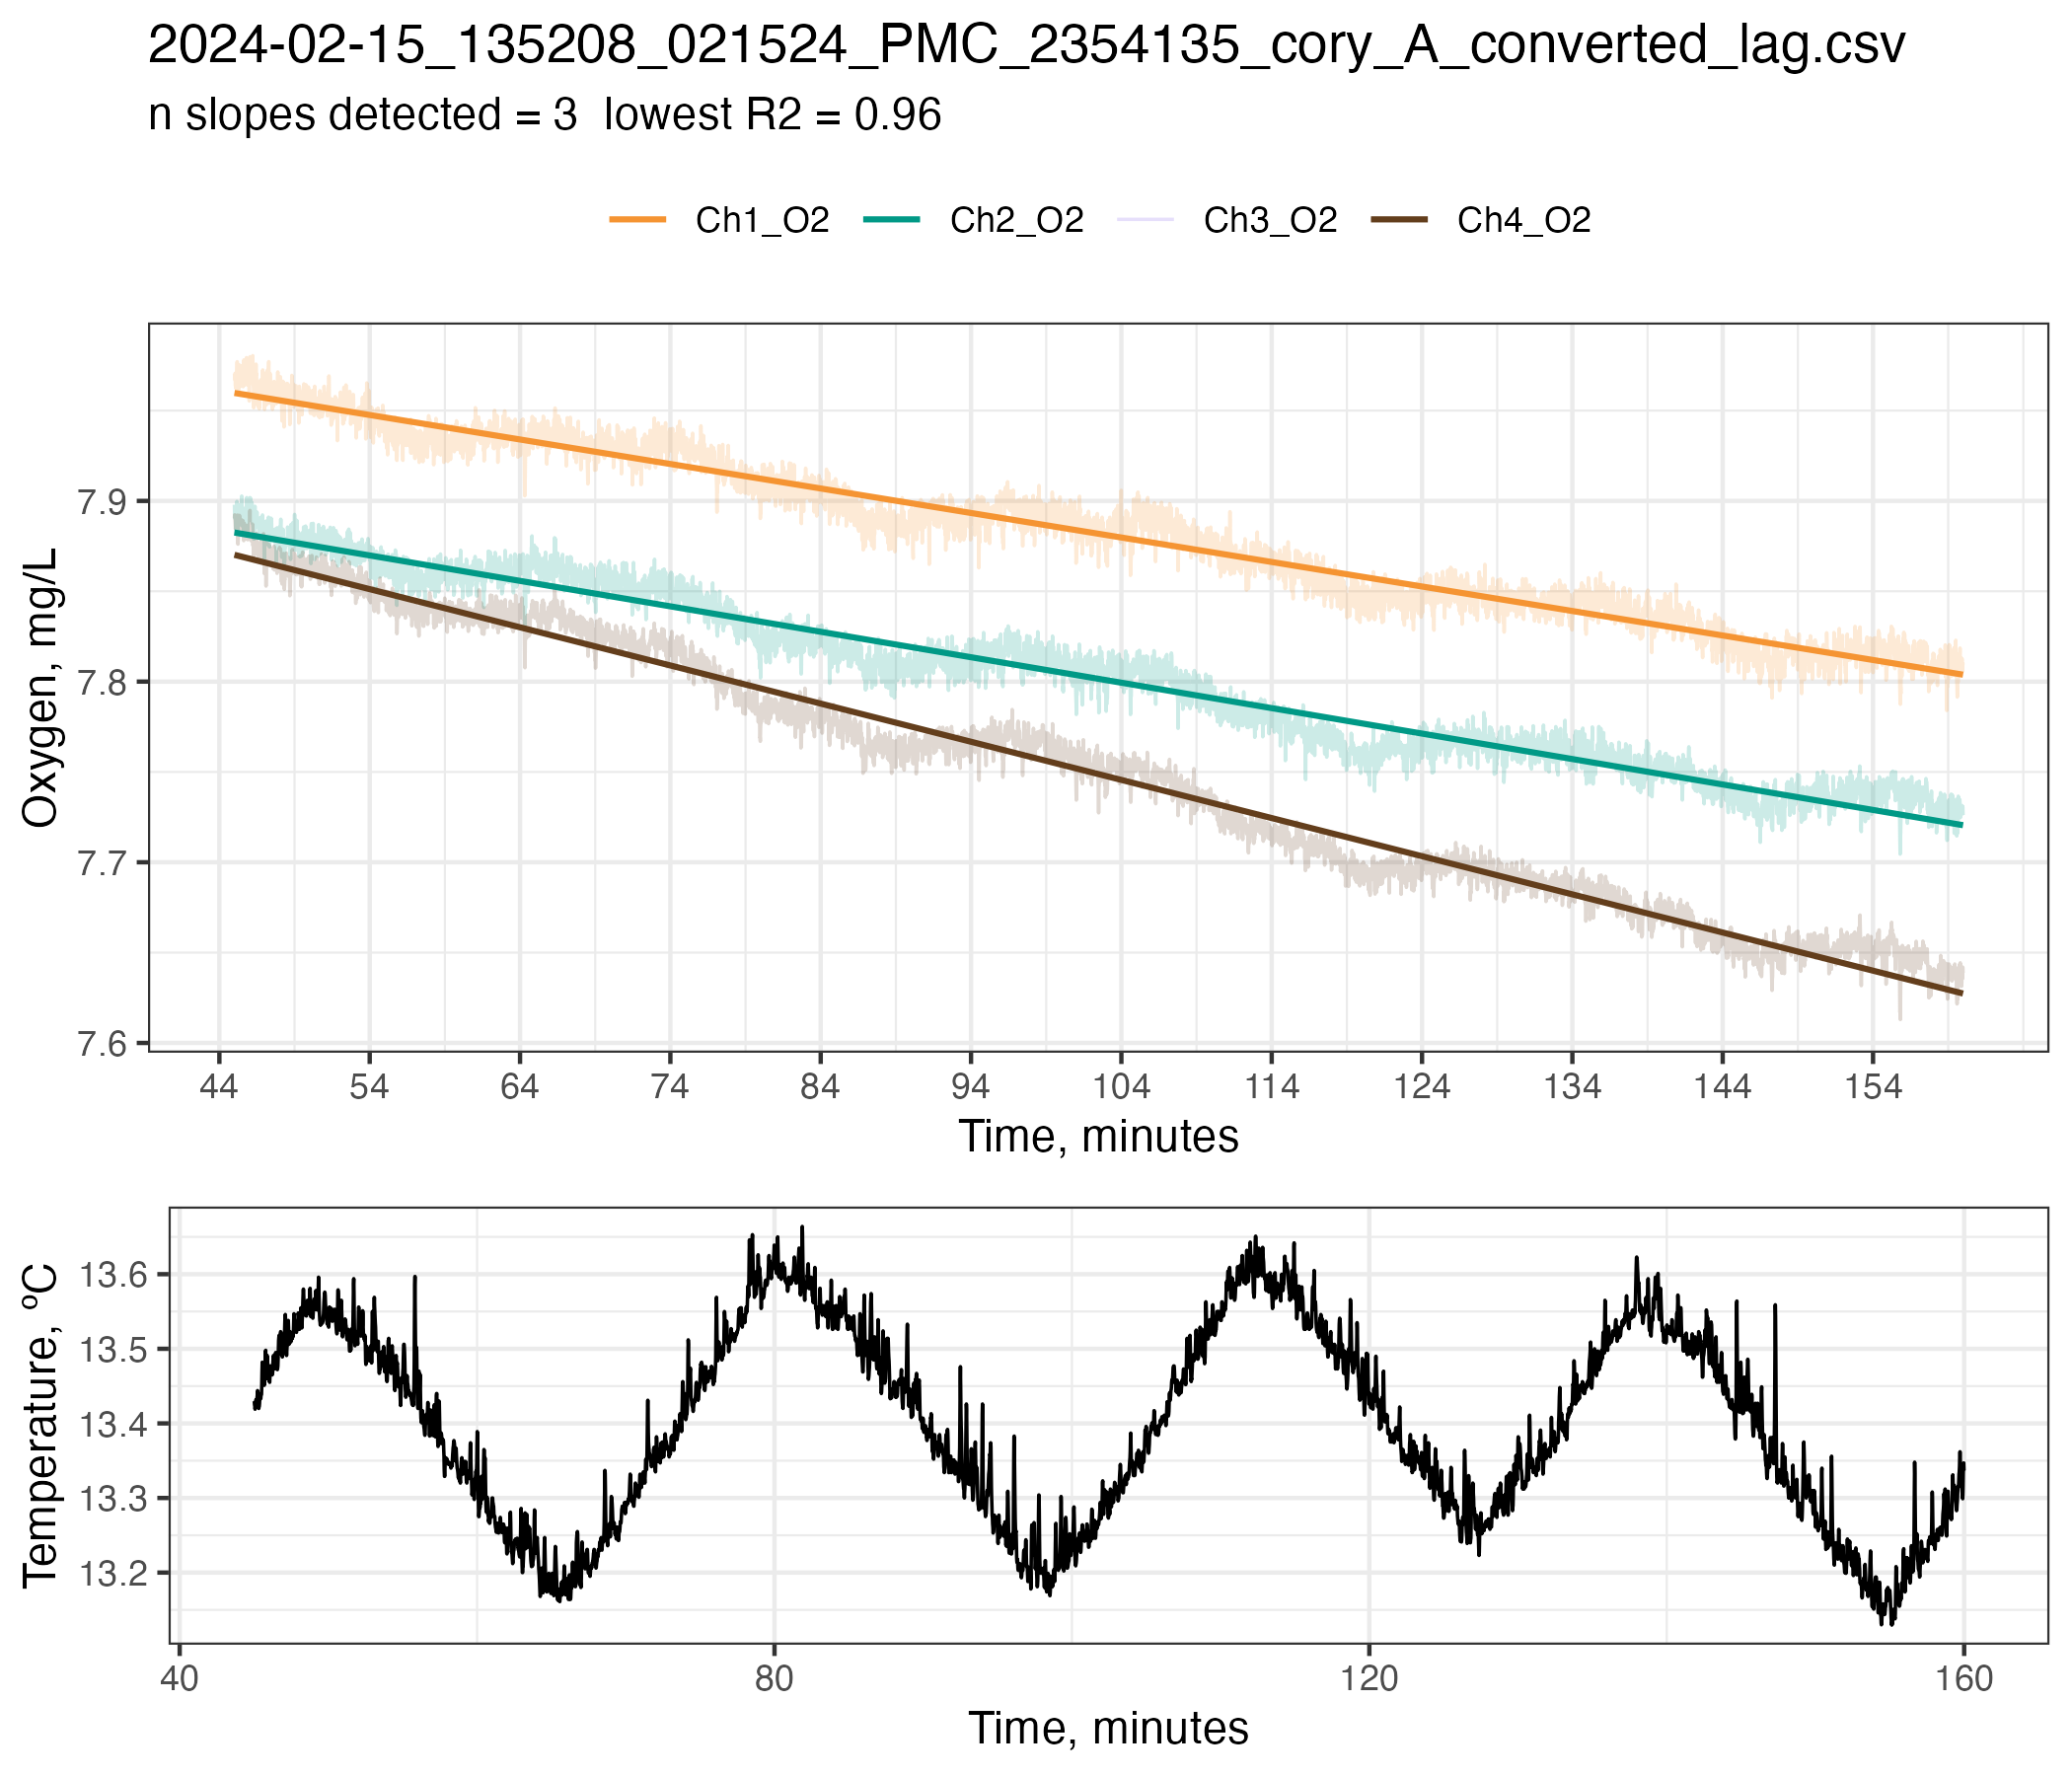 2024-02-15_135208_021524_PMC_2354135_cory_A_converted_lag.csv
n slopes detected = 3  lowest R2 = 0.96
Ch1_O2 Ch2_O2 Ch3_O2 Ch4_O2
Oxygen, mg/L
7.9
7.8
7.7
7.6
44 54 64 74 84 94 104 114 124 134 144 154
Time, minutes
Temperature, ºC
13.6
13.5
13.4
13.3
13.2
40 80 120 160
Time, minutes